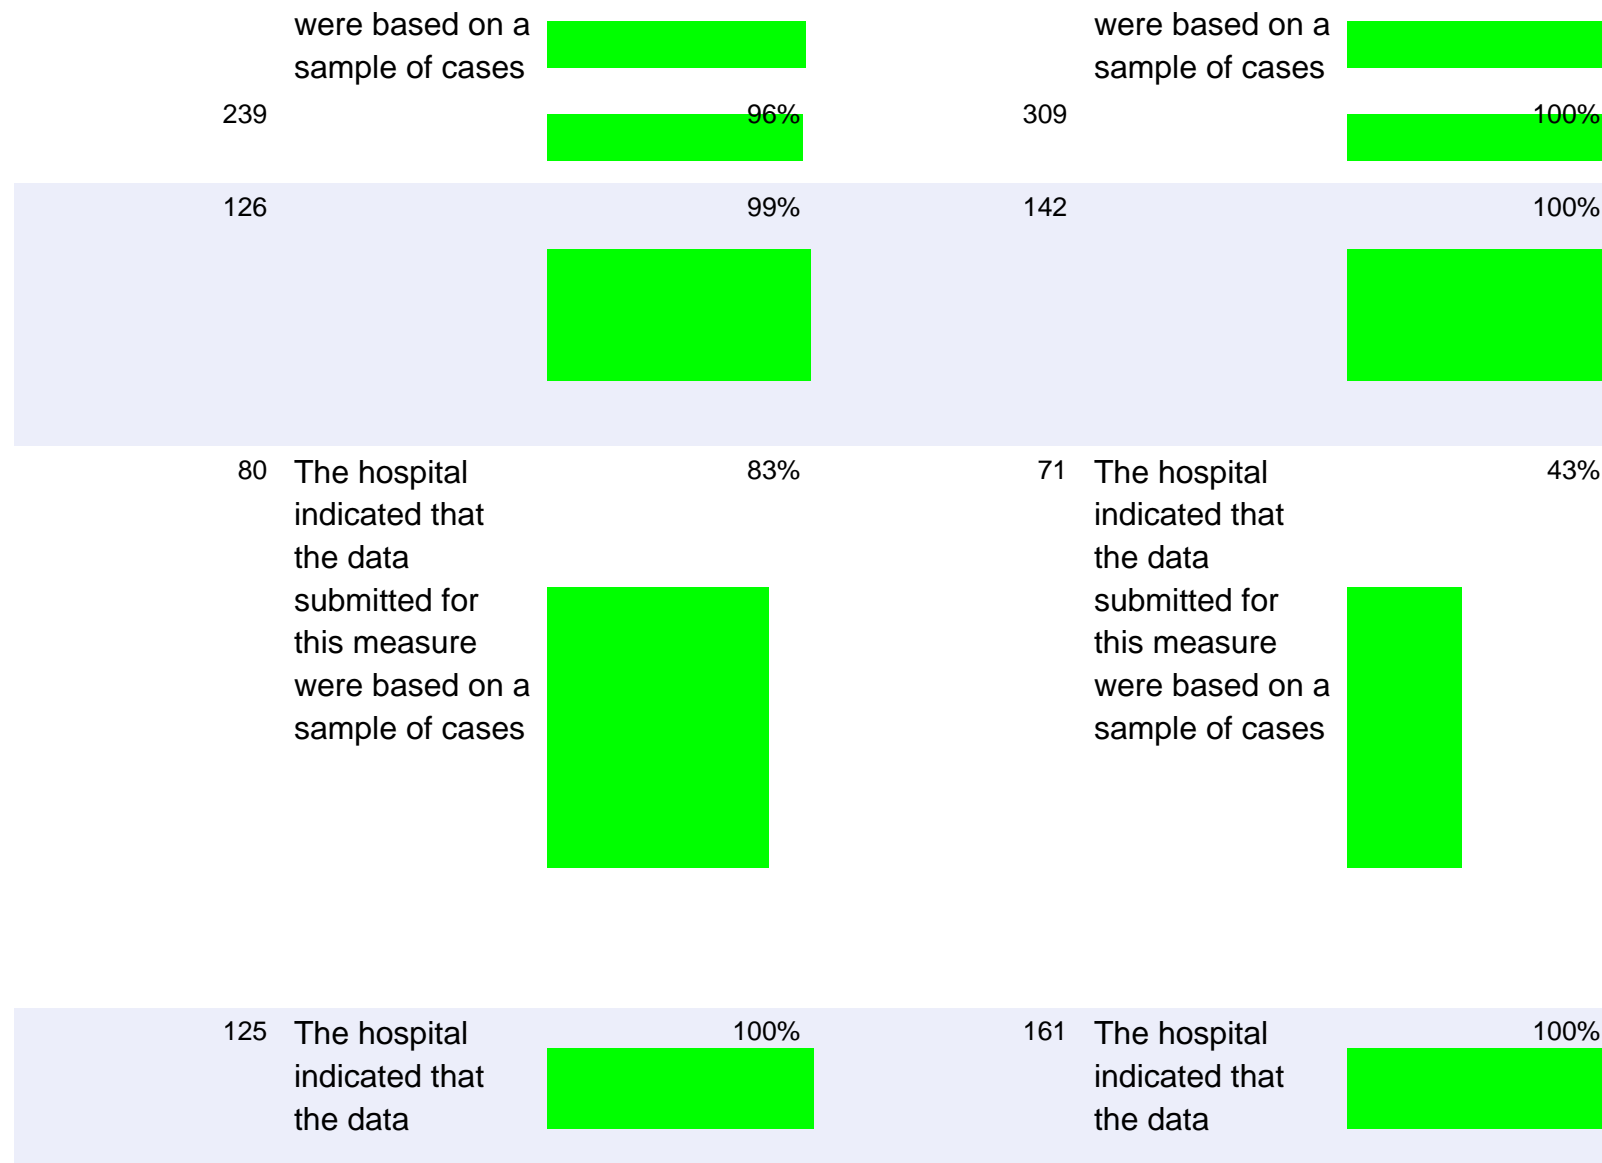 were based on a were based on a
sample of cases sample of cases
239 96% 309 100%
126 99% 142 100%
80 The hospital 83% 71 The hospital 43%
indicated that indicated that
the data the data
submitted for submitted for
this measure this measure
were based on a were based on a
sample of cases sample of cases
125 The hospital 100% 161 The hospital 100%
indicated that indicated that
the data the data